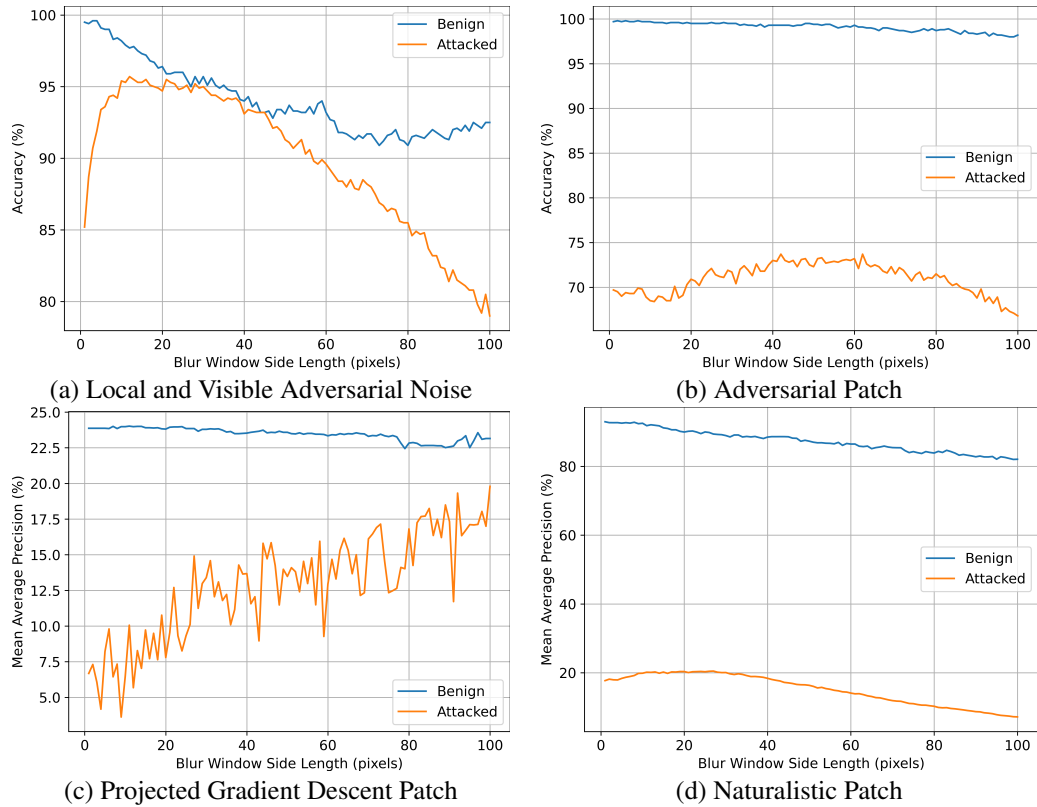 100
95
90
85
80
Accuracy (%)
Benign
Attacked
0 20 40 60 80 100
Blur Window Side Length (pixels)
(a) Local and Visible Adversarial Noise
100
95
90
85
80
75
70
Accuracy (%)
Benign
Attacked
0 20 40 60 80 100
Blur Window Side Length (pixels)
(b) Adversarial Patch
25.0
22.5
20.0
17.5
15.0
12.5
10.0
7.5
5.0
Mean Average Precision (%)
Benign
Attacked
0 20 40 60 80 100
Blur Window Side Length (pixels)
(c) Projected Gradient Descent Patch
80
60
40
20
Mean Average Precision (%)
Benign
Attacked
0 20 40 60 80 100
Blur Window Side Length (pixels)
(d) Naturalistic Patch